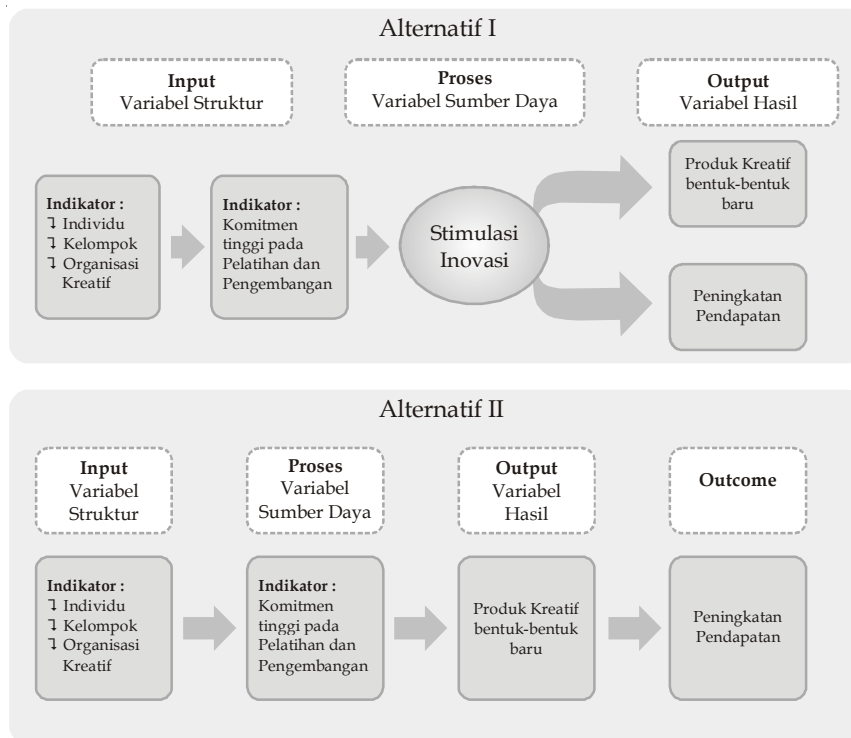 Alternatif I
Input
Variabel Struktur
Proses
Variabel Sumber Daya
Output
Variabel Hasil
Indikator :
Individu
Kelompok
Organisasi
Kreatif
Indikator :
Komitmen
tinggi pada
Pelatihan dan
Pengembangan
Stimulasi
Inovasi
Produk Kreatif
bentuk-bentuk
baru
Peningkatan
Pendapatan
Alternatif II
Input
Variabel
Struktur
Proses
Variabel
Sumber Daya
Output
Variabel
Hasil
Outcome
Indikator :
Individu
Kelompok
Organisasi
Kreatif
Indikator :
Komitmen
tinggi pada
Pelatihan dan
Pengembangan
Produk Kreatif
bentuk-bentuk
baru
Peningkatan
Pendapatan